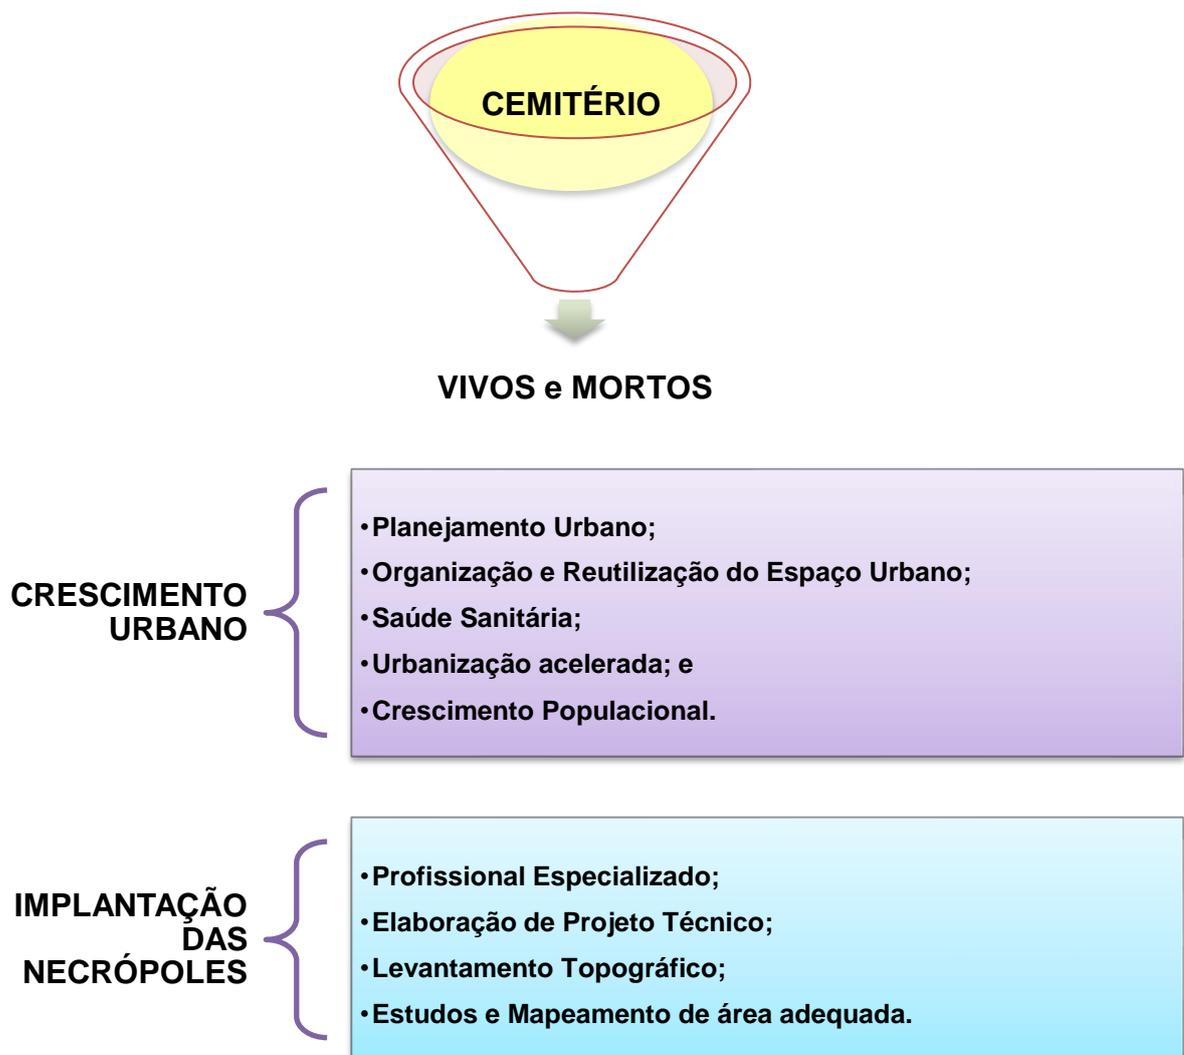 CEMITÉRIO
VIVOS e MORTOS
CRESCIMENTO
URBANO
•Planejamento Urbano;
•Organização e Reutilização do Espaço Urbano;
•Saúde Sanitária;
•Urbanização acelerada; e
•Crescimento Populacional.
IMPLANTAÇÃO
DAS
NECRÓPOLES
•Profissional Especializado;
•Elaboração de Projeto Técnico;
•Levantamento Topográfico;
•Estudos e Mapeamento de área adequada.